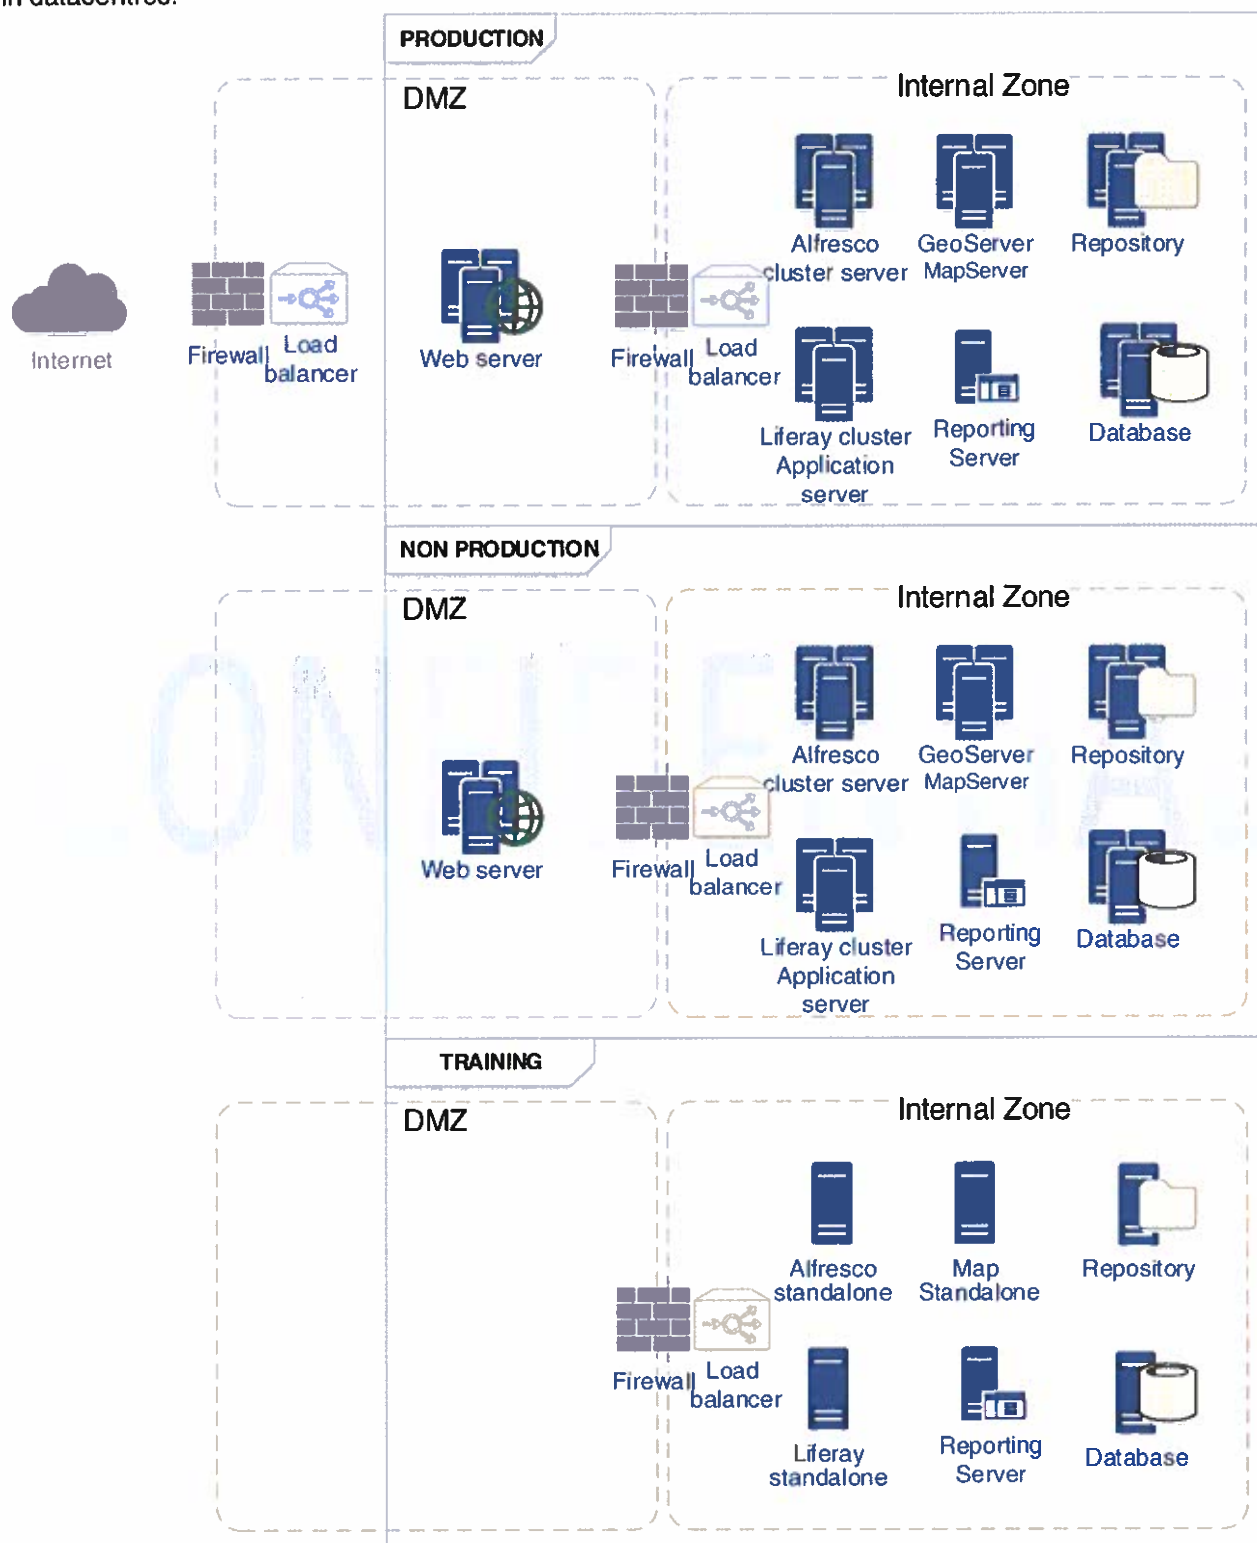 in datacentres.
PRODUCTION
DMZ
Internal Zone
Alfresco
cluster server
GeoServer
MapServer
Repository
Internet
Firewall
Load
balancer
Web server
Firewall
Load
balancer
Liferay cluster
Application
server
Reporting
Server
Database
NON PRODUCTION
DMZ
Internal Zone
Alfresco
cluster server
GeoServer
MapServer
Repository
Web server
Firewall
Load
balancer
Liferay cluster
Application
server
Reporting
Server
Database
TRAINING
DMZ
Internal Zone
Alfresco
standalone
Map
Standalone
Repository
Firewall
Load
balancer
Liferay
standalone
Reporting
Server
Database